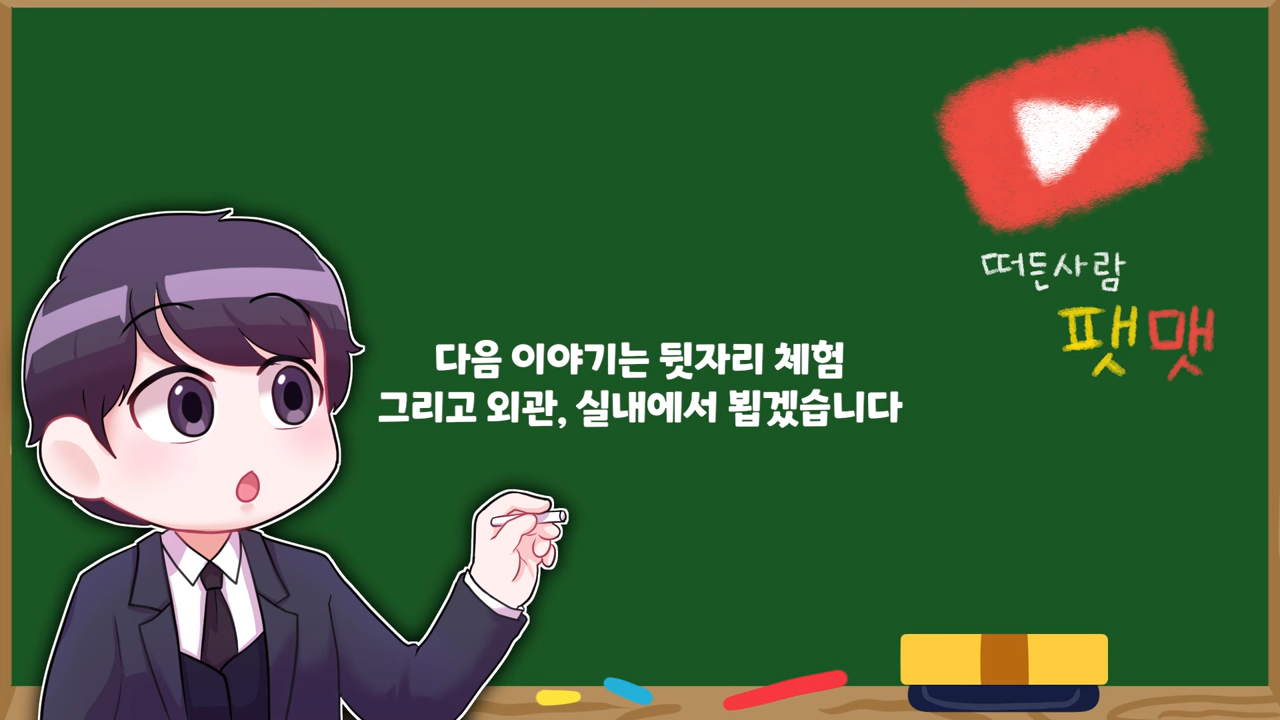 떠든사람
팻맷
다음 이야기는 뒷자리 체험
그리고 외관, 실내에서 뵙겠습니다